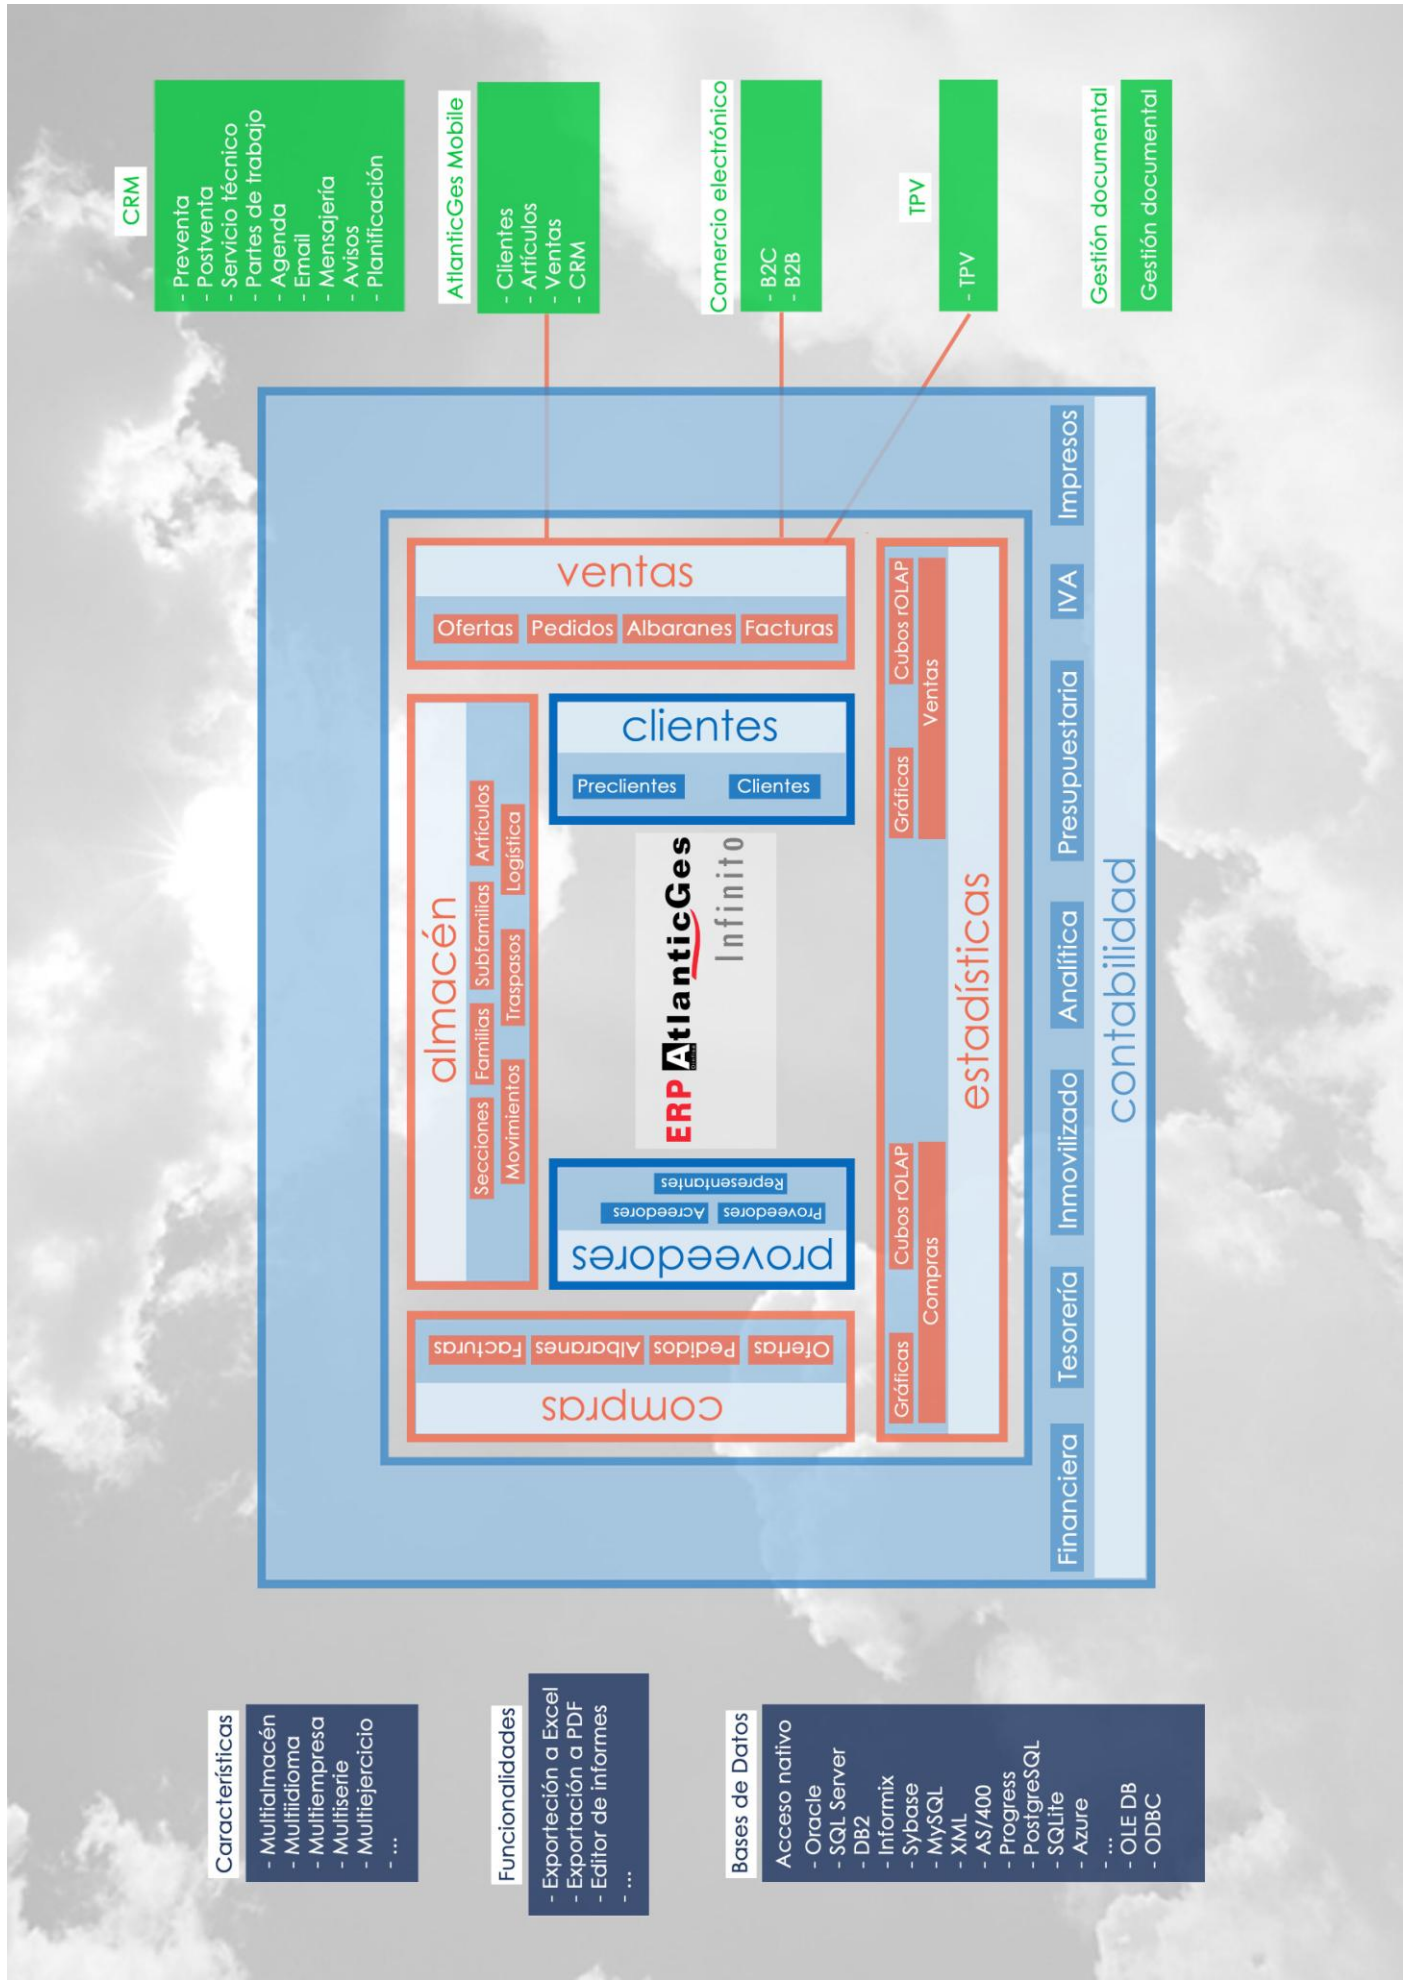 Características
- Multialmacén
- Multiidioma
- Multiempresa
- Multiserie
- Multiejercicio
- ...
Funcionalidades
- Exporteción a Excel
- Exportación a PDF
- Editor de informes
- ...
Bases de Datos
Acceso nativo
- Oracle
- SQL Server
- DB2
- Informix
- Sybase
- MySQL
- XML
- AS/400
- Progress
- PostgreSQL
- SQLite
- Azure
- ...
- OLE DB
- ODBC
compras
Ofertas
Pedidos
Albaranes
Facturas
almacén
Secciones Familias Subfamilias Artículos
Movimientos Traspasos Logística
proveedores
Proveedores Acreedores
Representantes
ERP AtlanticGes
Infinito
clientes
Preclientes
Clientes
ventas
Ofertas
Pedidos
Albaranes
Facturas
Gráficas Cubos rOLAP Gráficas Cubos rOLAP
Compras Ventas
estadísticas
Financiera Tesorería Inmovilizado Analítica Presupuestaria IVA Impresos
contabilidad
CRM
- Preventa
- Postventa
- Servicio técnico
- Partes de trabajo
- Agenda
- Email
- Mensajería
- Avisos
- Planificación
AtlanticGes Mobile
- Clientes
- Artículos
- Ventas
- CRM
Comercio electrónico
- B2C
- B2B
TPV
- TPV
Gestión documental
Gestión documental